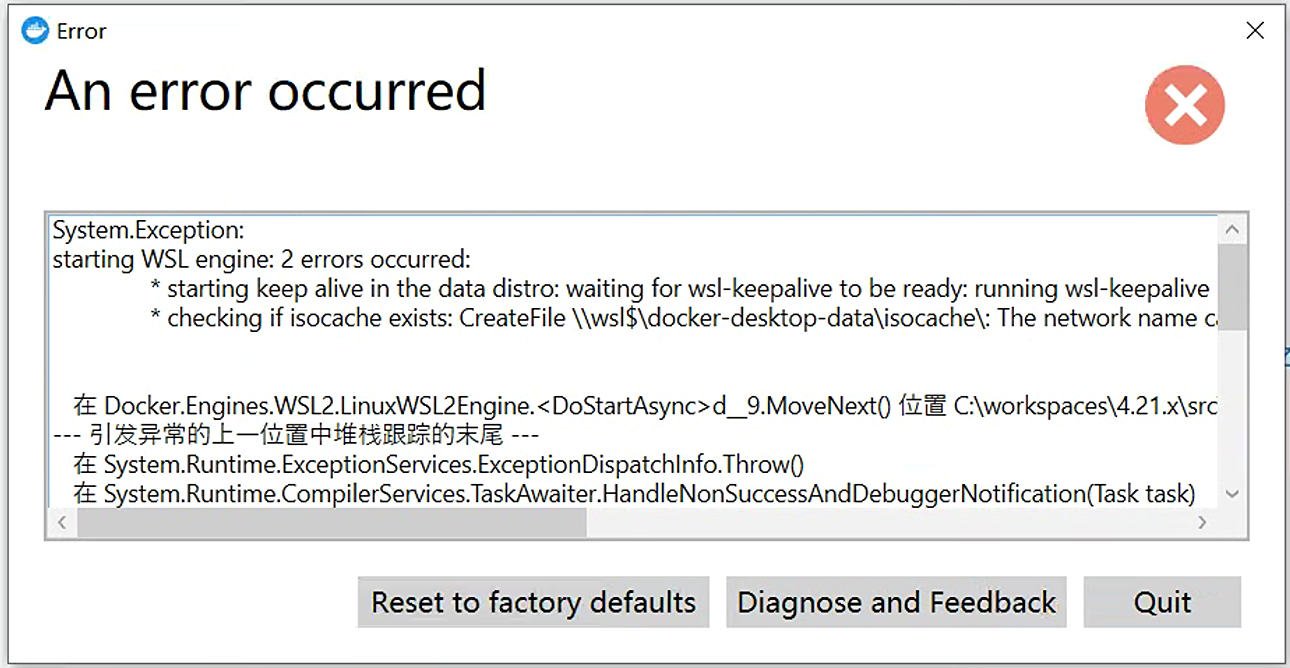 Error
An error occurred
System.Exception:
starting WSL engine: 2 errors occurred:
* starting keep alive in the data distro: waiting for wsl-keepalive to be ready: running wsl-keepalive
* checking if isocache exists: CreateFile \\wsl$\docker-desktop-data\isocache\: The network name
在 Docker.Engines.WSL2.LinuxWSL2Engine.<DoStartAsync>d__9.MoveNext() 位置 C:\workspaces\4.21.x\src
--- 引发异常的上一位置中堆栈跟踪的末尾 ---
在 System.Runtime.ExceptionServices.ExceptionDispatchInfo.Throw()
在 System.Runtime.CompilerServices.TaskAwaiter.HandleNonSuccessAndDebuggerNotification(Task task)
Reset to factory defaults
Diagnose and Feedback
Quit